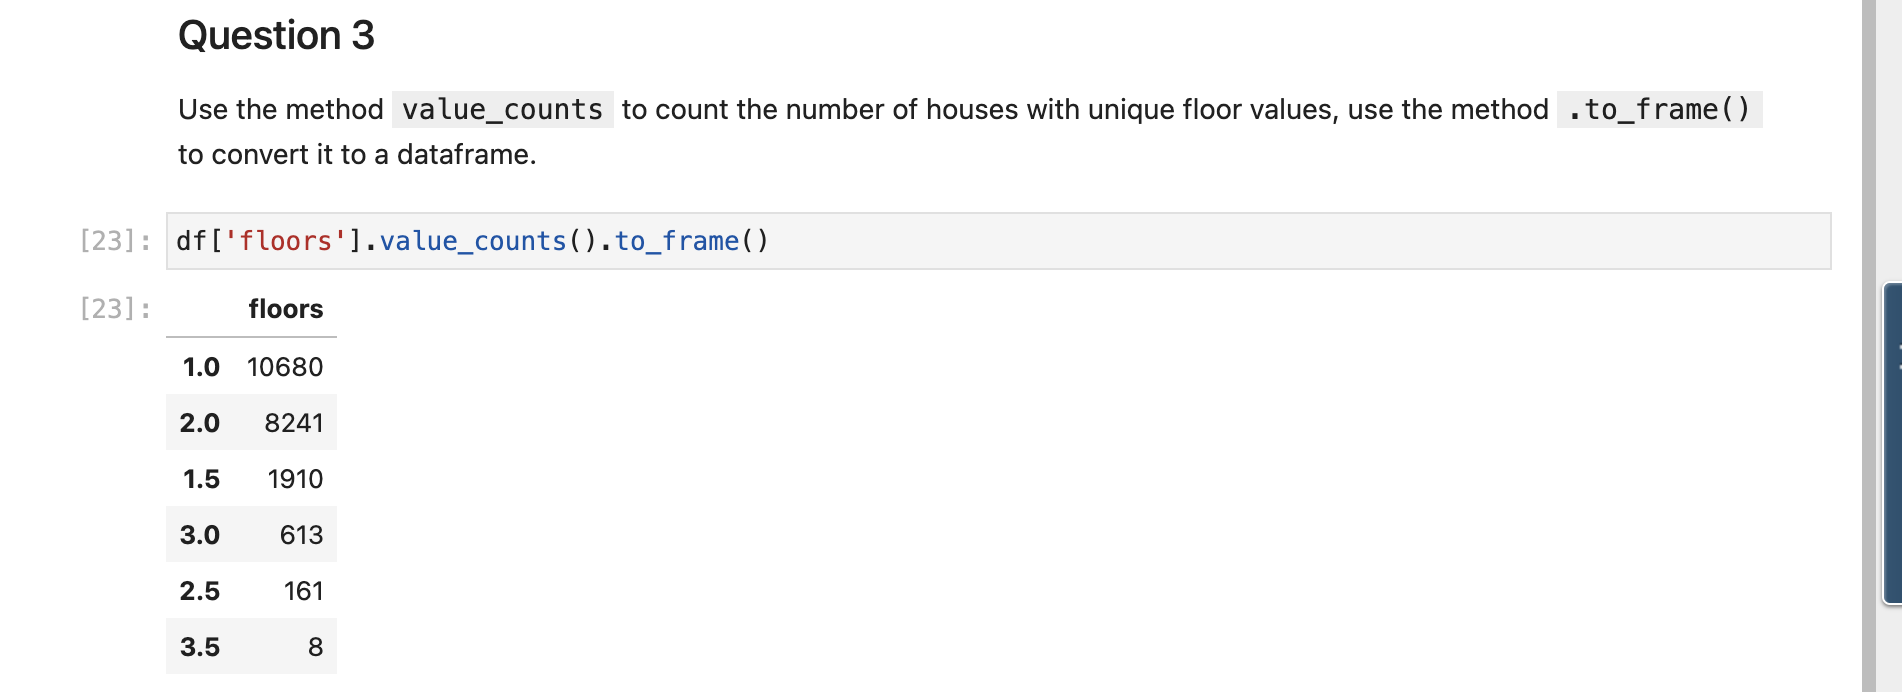 Question 3
Use the method value_counts to count the number of houses with unique floor values, use the method .to_frame()
to convert it to a dataframe.
[23]: df['floors'].value_counts().to_frame()
[23]: floors
1.0 10680
2.0 8241
1.5 1910
3.0 613
2.5 161
3.5 8